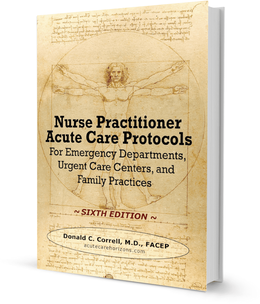 Nurse Practitioner
Acute Care Protocols
For Emergency Departments,
Urgent Care Centers, and
Family Practices
~ SIXTH EDITION ~
Donald C. Correll, M.D., FACEP
acutecarehorizons.com